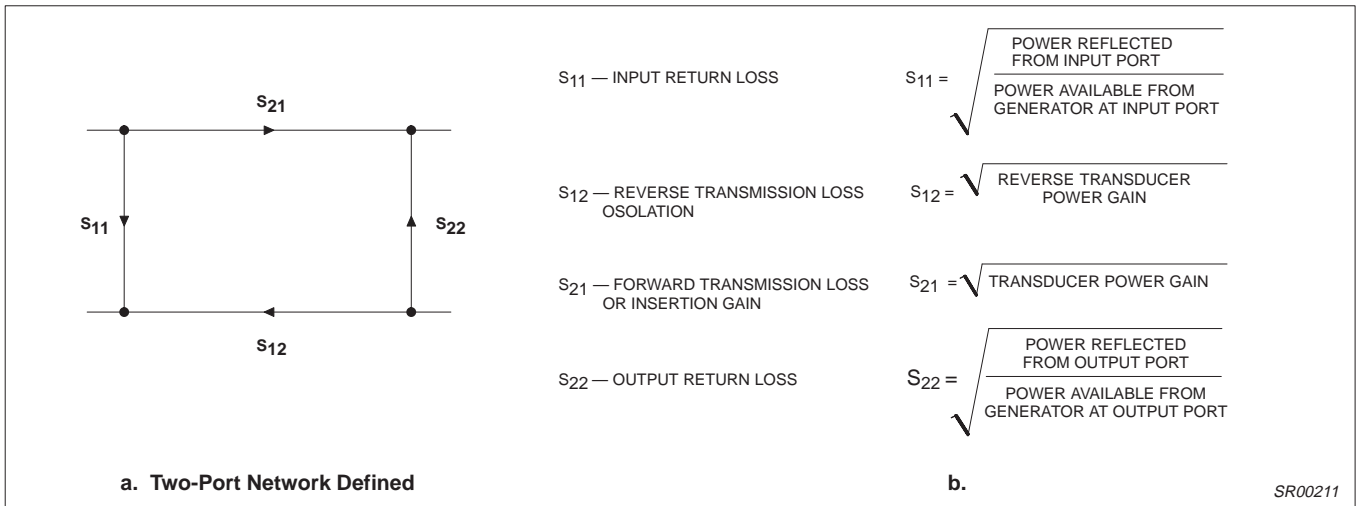 S21
S11
S22
S12
a. Two-Port Network Defined
S11 — INPUT RETURN LOSS
S12 — REVERSE TRANSMISSION LOSS
OSOLATION
S21 — FORWARD TRANSMISSION LOSS
OR INSERTION GAIN
S22 — OUTPUT RETURN LOSS
S11 = √
POWER REFLECTED
FROM INPUT PORT
POWER AVAILABLE FROM
GENERATOR AT INPUT PORT
S12 = √
REVERSE TRANSDUCER
POWER GAIN
S21 = √ TRANSDUCER POWER GAIN
S22 = √
POWER REFLECTED
FROM OUTPUT PORT
POWER AVAILABLE FROM
GENERATOR AT OUTPUT PORT
b.
SR00211